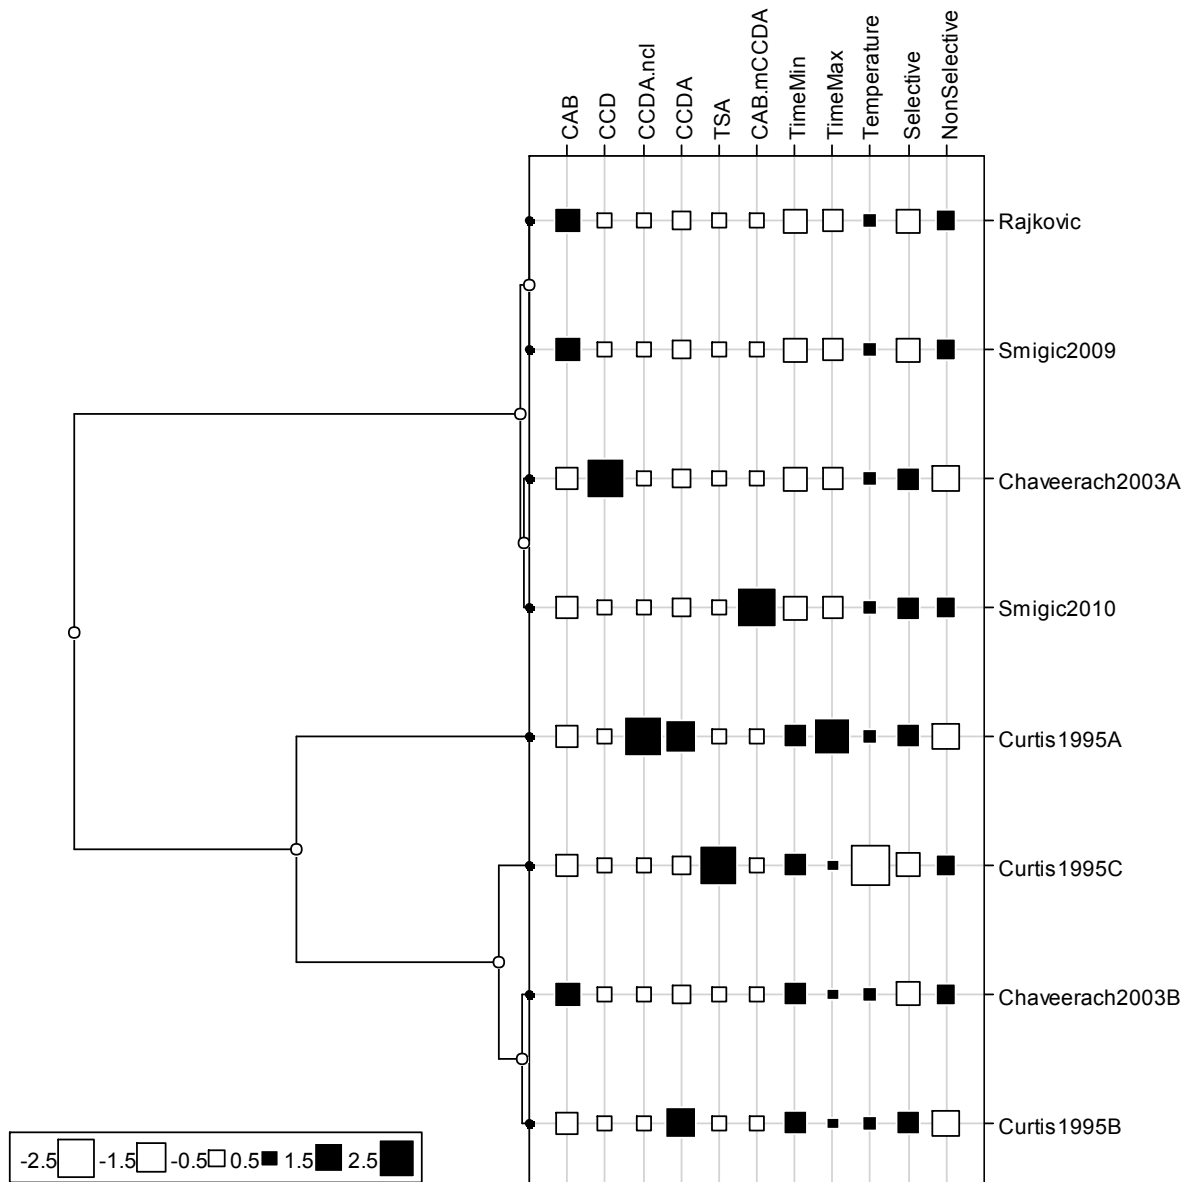 CAB
CCD
CCDA.ncl
CCDA
TSA
CAB.mCCDA
TimeMin
TimeMax
Temperature
Selective
NonSelective
Rajkovic
Smigic2009
Chaveerach2003A
Smigic2010
Curtis1995A
Curtis1995C
Chaveerach2003B
Curtis1995B
-2.5 -1.5 -0.5 0.5 1.5 2.5